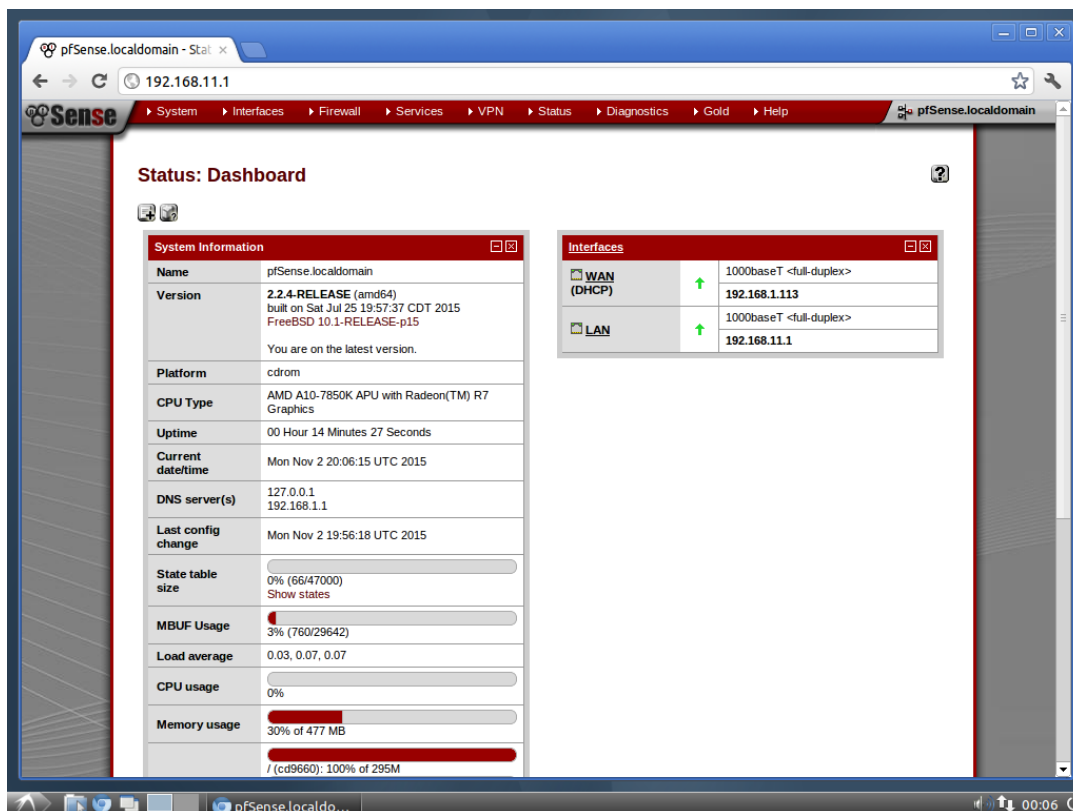 pfSense.localdomain - Stat
192.168.11.1
Sense
System Interfaces Firewall Services VPN Status Diagnostics Gold Help pfSense.localdomain
Status: Dashboard
System Information
Name pfSense.localdomain
Version 2.2.4-RELEASE (amd64)
built on Sat Jul 25 19:57:37 CDT 2015
FreeBSD 10.1-RELEASE-p15
You are on the latest version.
Platform cdrom
CPU Type AMD A10-7850K APU with Radeon(TM) R7
Graphics
Uptime 00 Hour 14 Minutes 27 Seconds
Current
date/time Mon Nov 2 20:06:15 UTC 2015
DNS server(s) 127.0.0.1
192.168.1.1
Last config
change Mon Nov 2 19:56:18 UTC 2015
State table
size 0% (66/47000)
Show states
MBUF Usage
3% (760/29642)
Load average 0.03, 0.07, 0.07
CPU usage
0%
Memory usage
30% of 477 MB
/ (cd9660): 100% of 295M
Interfaces
WAN
(DHCP)
1000baseT <full-duplex>
192.168.1.113
LAN
1000baseT <full-duplex>
192.168.11.1
pfSense.localdo...
00:06